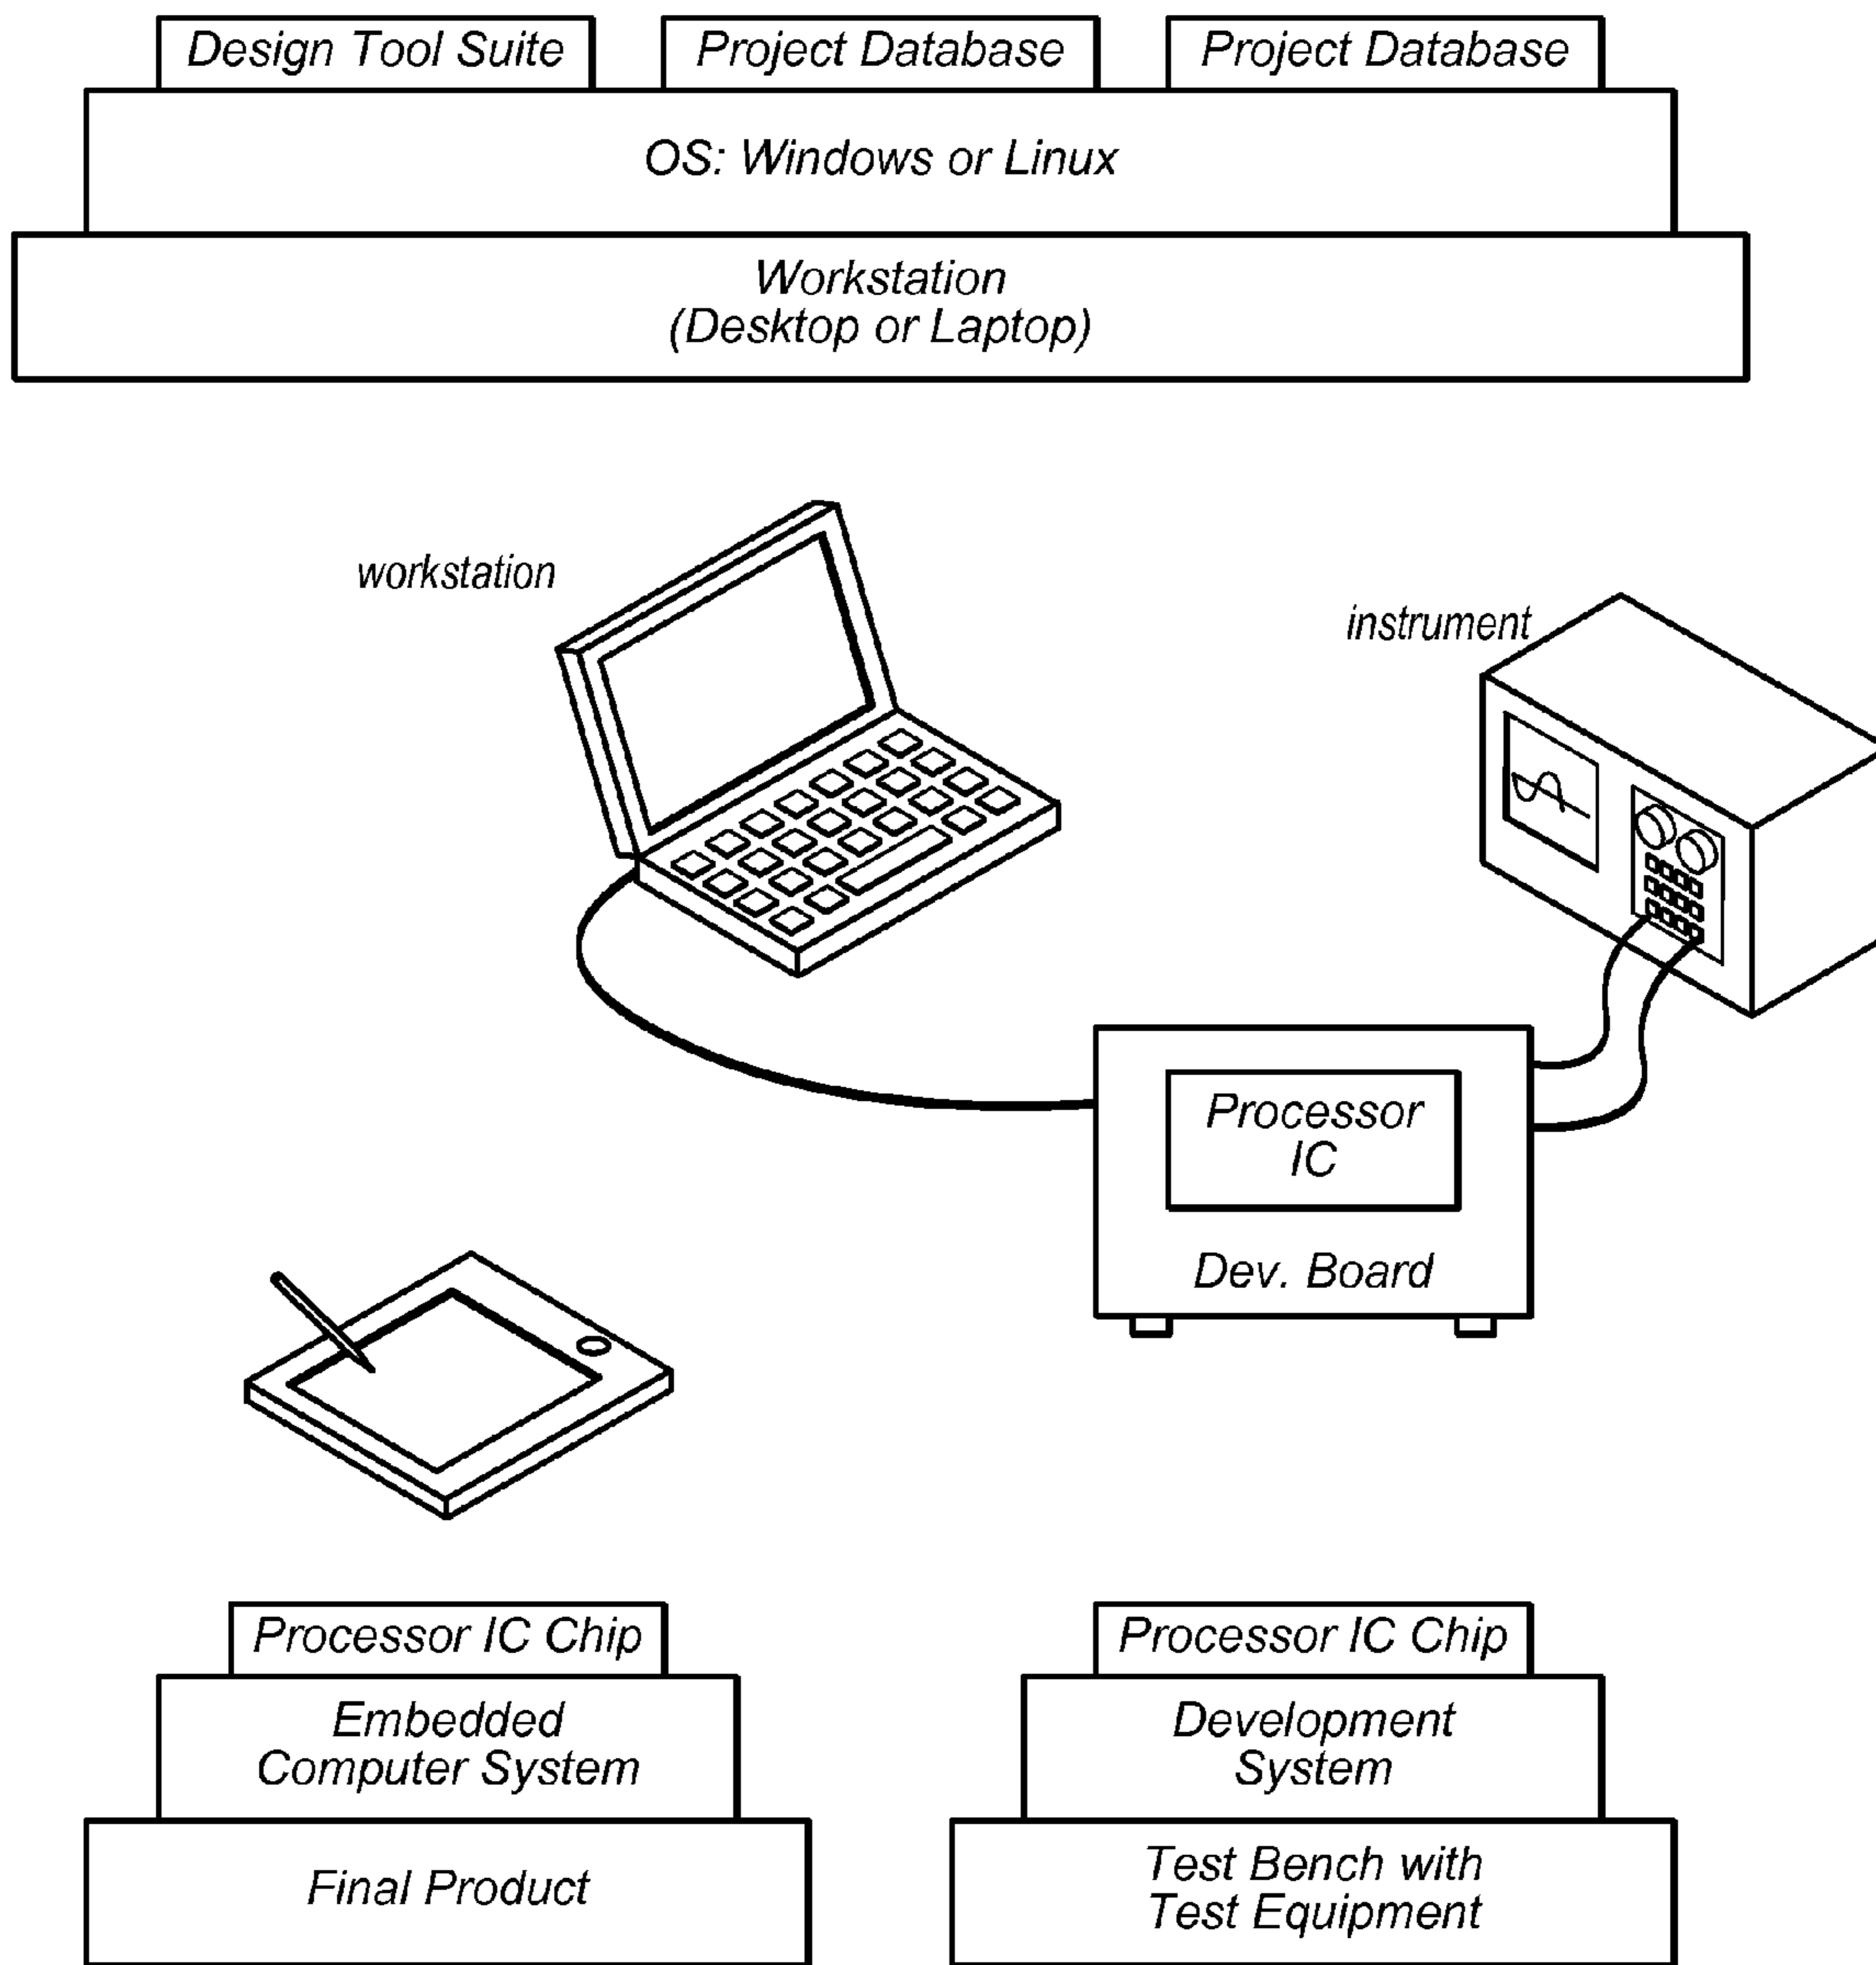 Design Tool Suite
Project Database
Project Database
OS: Windows or Linux
Workstation
(Desktop or Laptop)
workstation
instrument
Processor
IC
Dev. Board
Processor IC Chip
Embedded
Computer System
Final Product
Processor IC Chip
Development
System
Test Bench with
Test Equipment